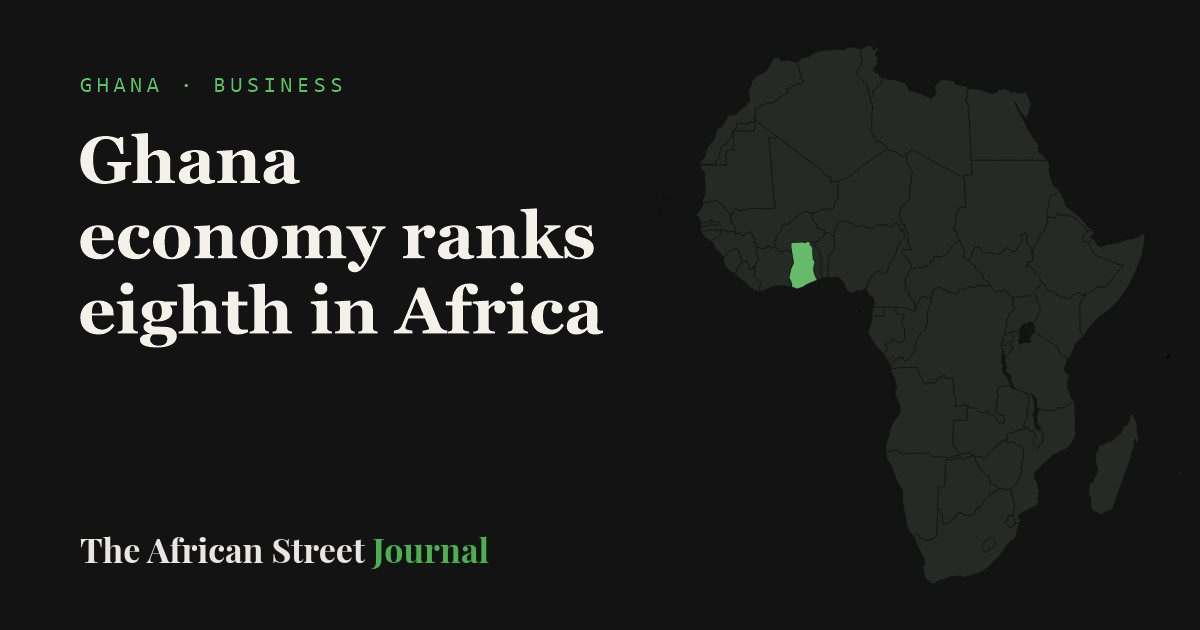 GHANA · BUSINESS
Ghana
economy ranks
eighth in Africa
The African Street Journal